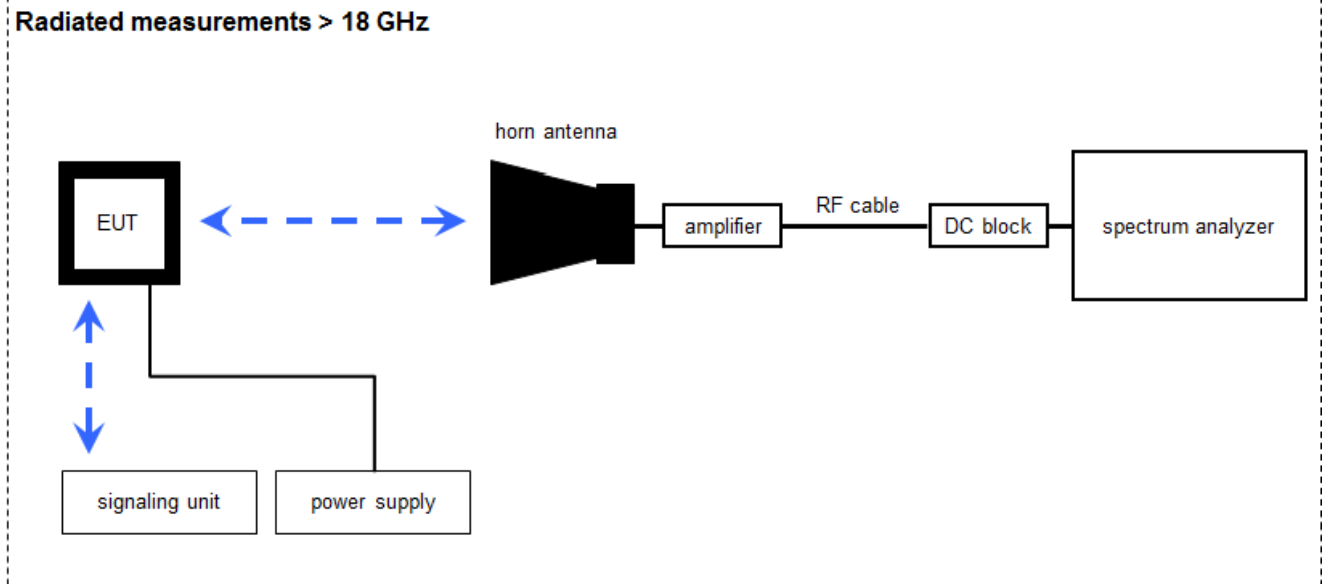 Radiated measurements > 18 GHz
horn antenna
EUT
amplifier
RF cable
DC block
spectrum analyzer
signaling unit
power supply